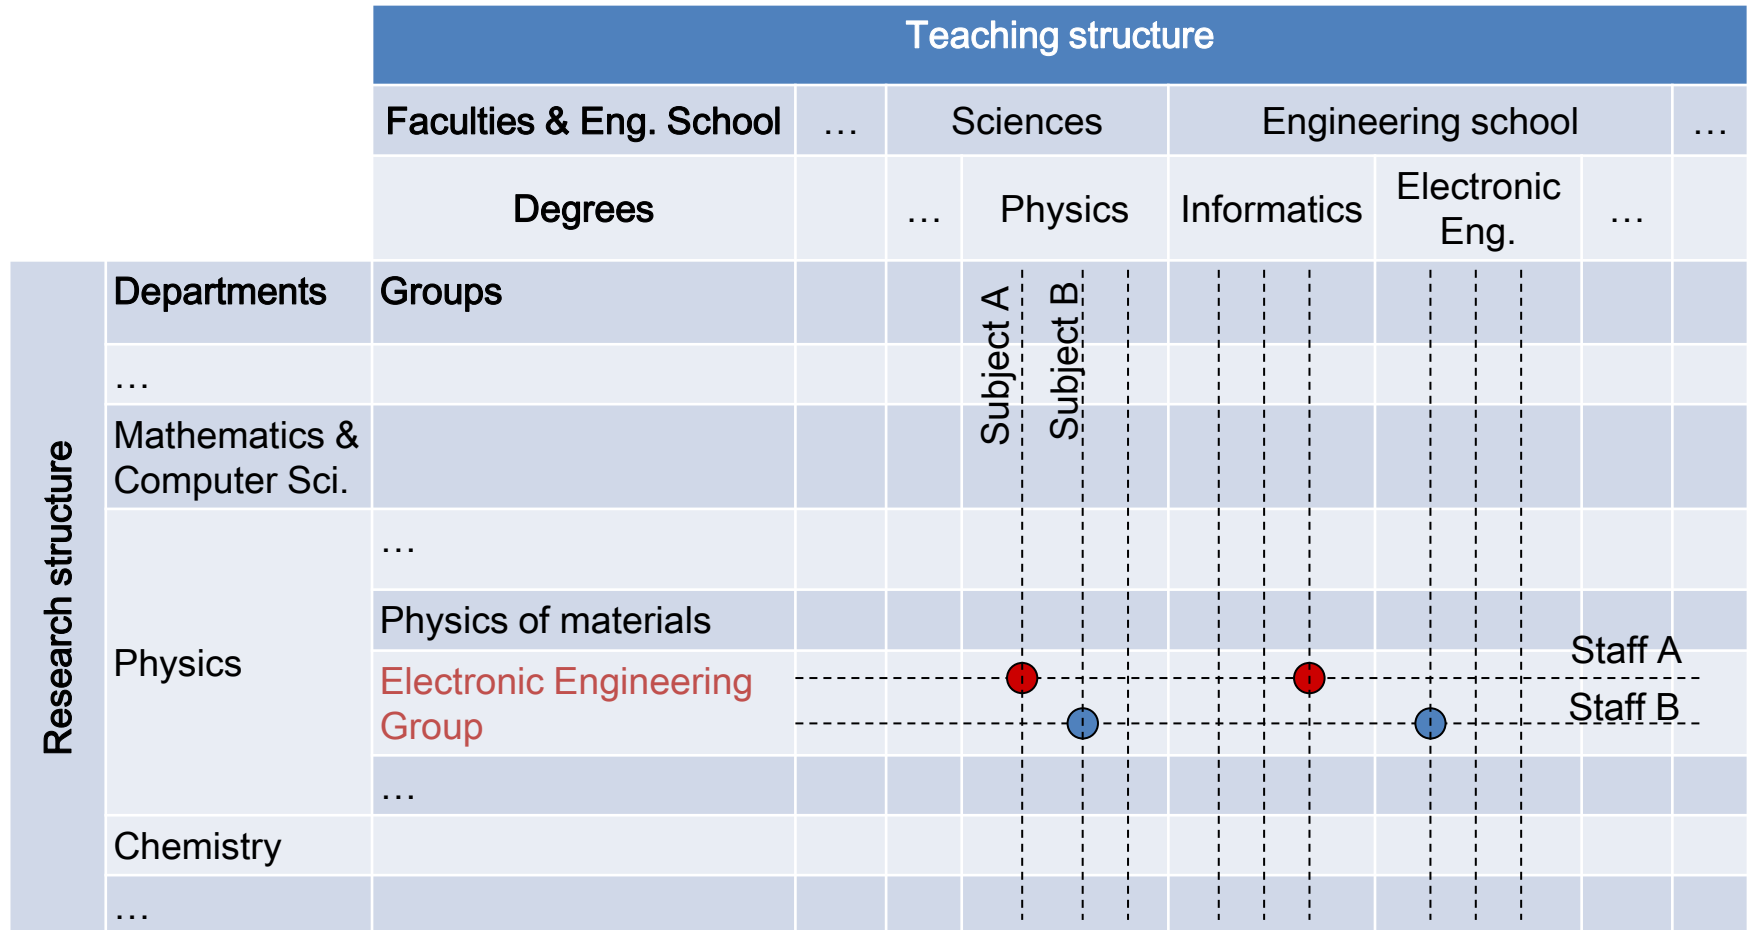 Teaching structure
Faculties & Eng. School … Sciences Engineering school …
Degrees … Physics Informatics Electronic
Eng. …
Departments Groups
Subject A
Subject B
…
Mathematics &
Computer Sci.
Research structure
…
Physics of materials
Physics
Staff A
Electronic Engineering
Group
Staff B
…
Chemistry
…